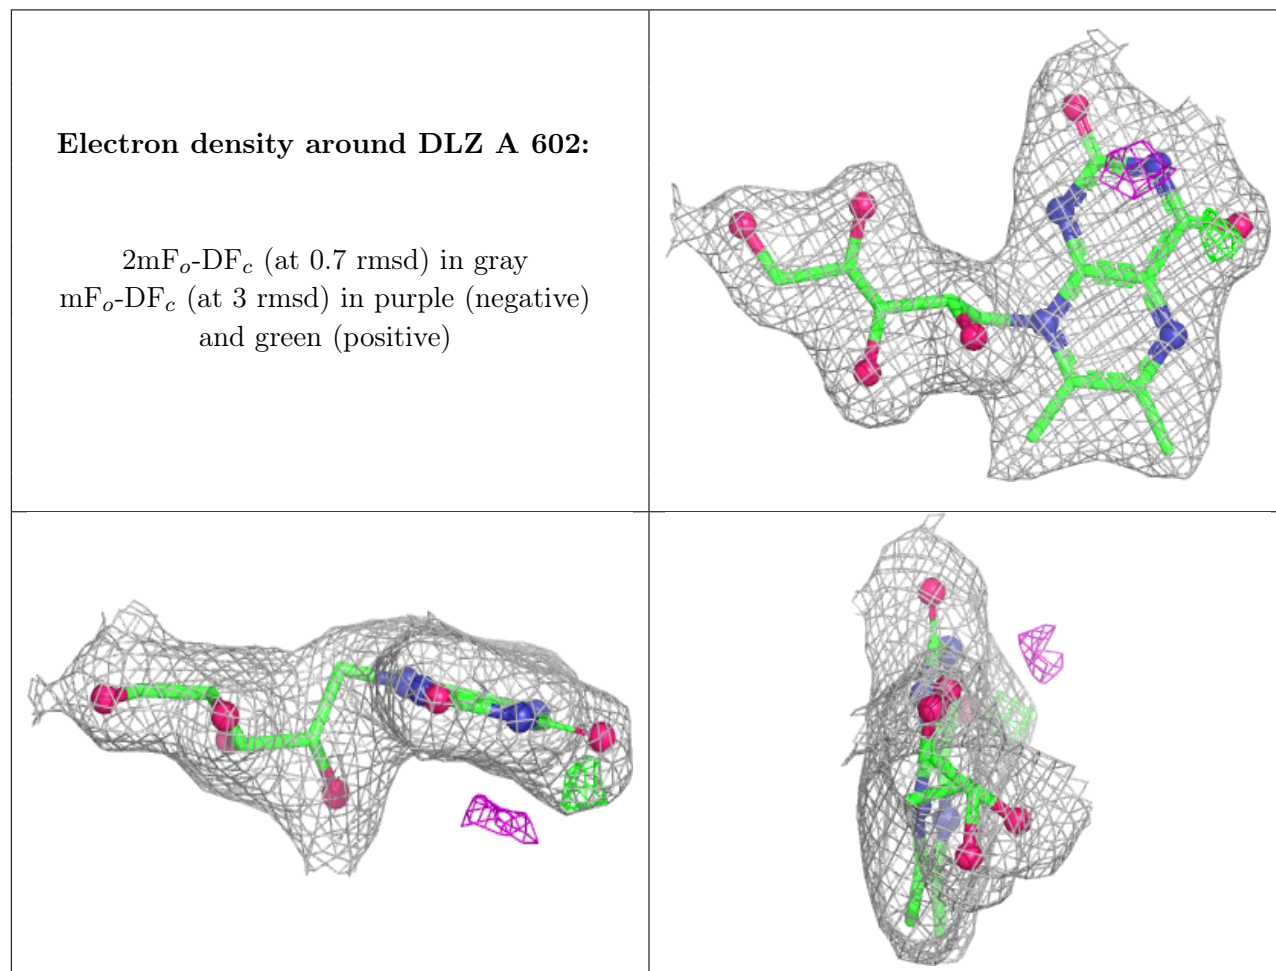 Electron density around DLZ A 602:
2mFo-DFc (at 0.7 rmsd) in gray
mFo-DFc (at 3 rmsd) in purple (negative)
and green (positive)